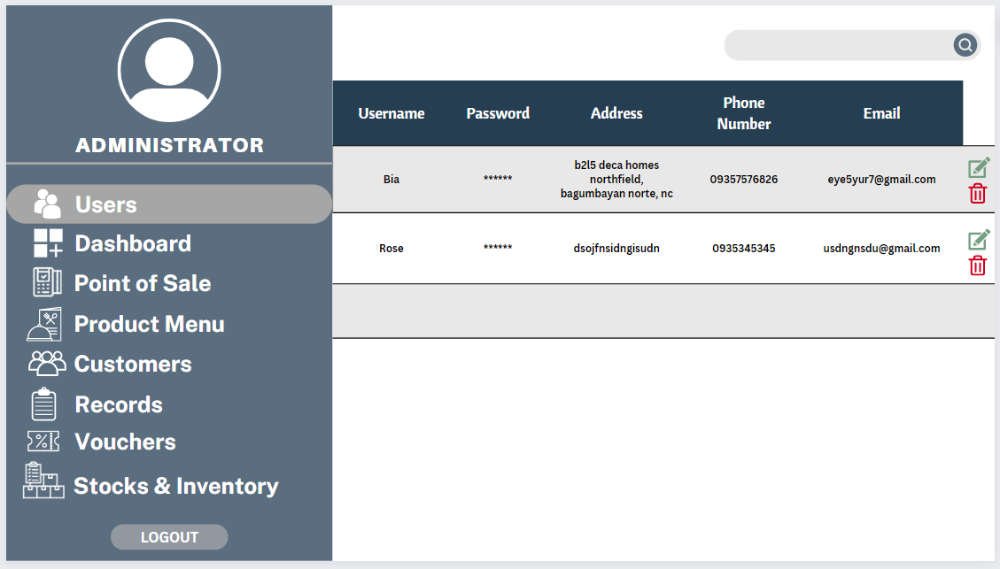 ADMINISTRATOR
Users
Dashboard
Point of Sale
Product Menu
Customers
Records
Vouchers
Stocks & Inventory
LOGOUT
Username Password Address Phone Number Email
Bia ****** b2l5 deca homes
northfield,
bagumbayan norte, nc 09357576826 eye5yur7@gmail.com
Rose ****** dsojfnsidngisudn 0935345345 usdngnsdu@gmail.com